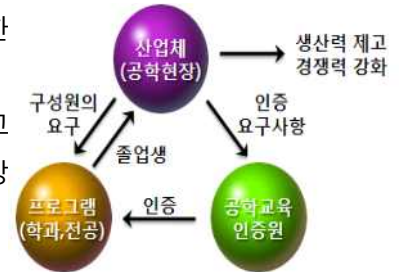 한
산업체
(공학현장)
생산력 제고
경쟁력 강화
구성원의
요구
인증
요구사항
고
졸업생
프로그램
(학과,전공)
인증
공학교육
인증원